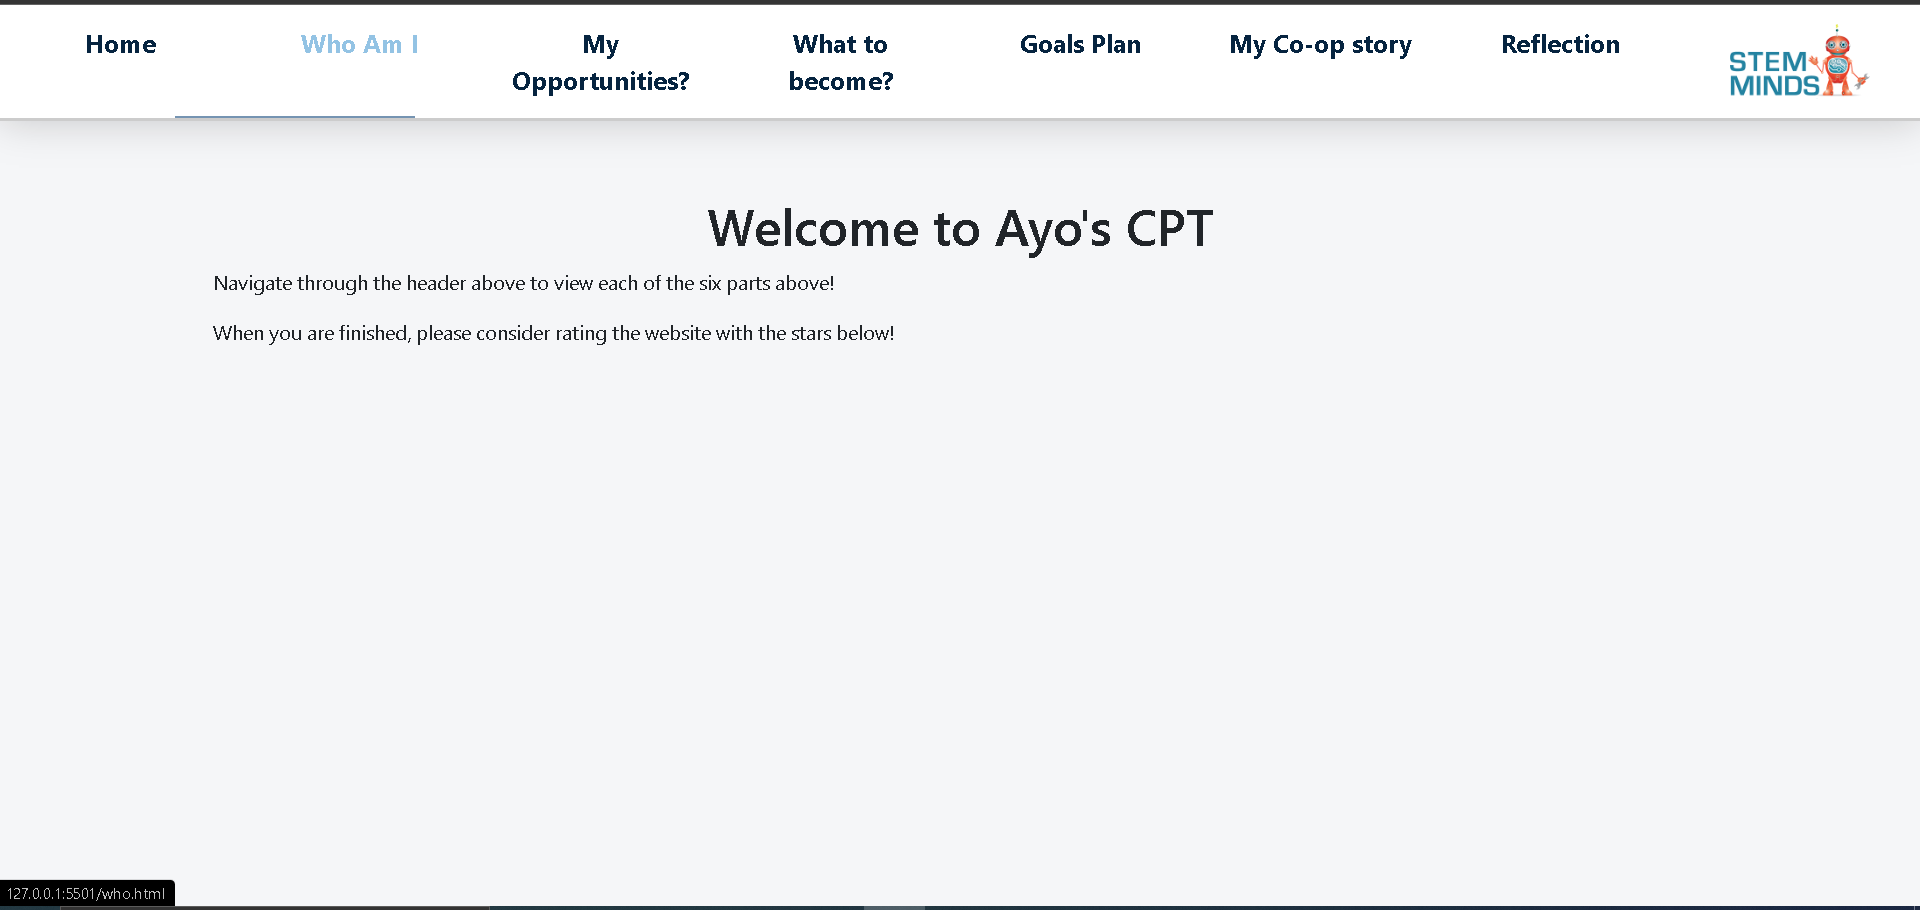 Home
Who Am I
My
Opportunities?
What to
become?
Goals Plan
My Co-op story
Reflection
STEM
MINDS
Welcome to Ayo's CPT
Navigate through the header above to view each of the six parts above!
When you are finished, please consider rating the website with the stars below!
127.0.0.1:5501/who.html